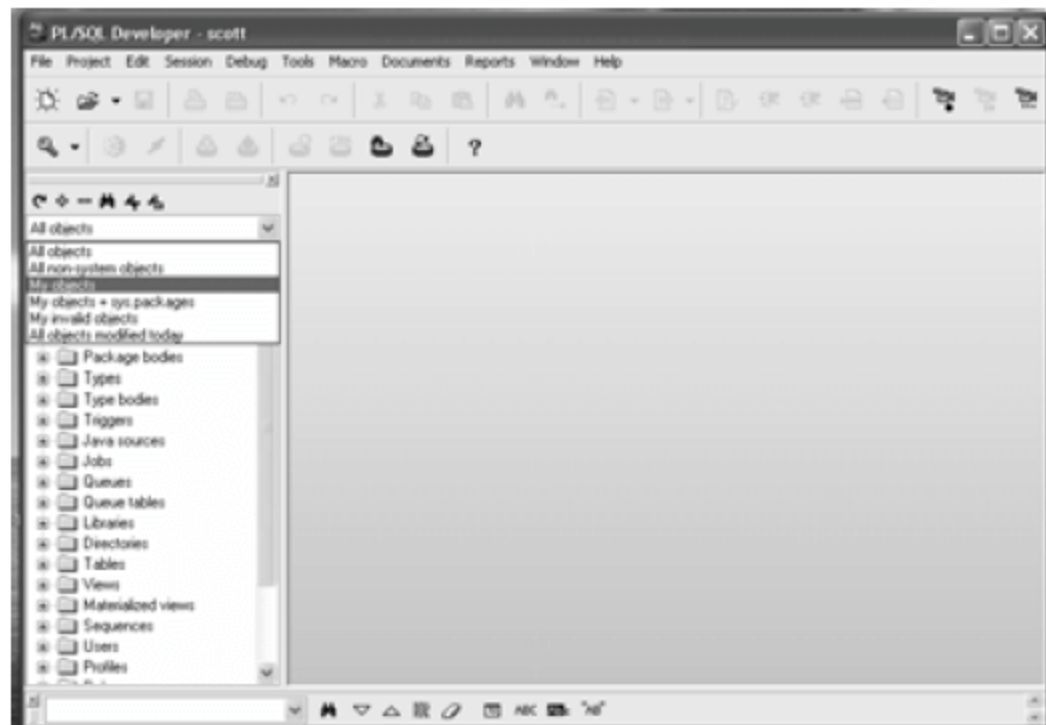 PL/SQL Developer - scott
File Project Edit Session Debug Tools Macro Documents Reports Window Help
?
All objects
All objects
All non-system objects
My objects
My objects + sys.packages
My invalid objects
All objects modified today
Package bodies
Types
Type bodies
Triggers
Java sources
Jobs
Queues
Queue tables
Libraries
Directories
Tables
Views
Materialized views
Sequences
Users
Profiles
ABC "AB"